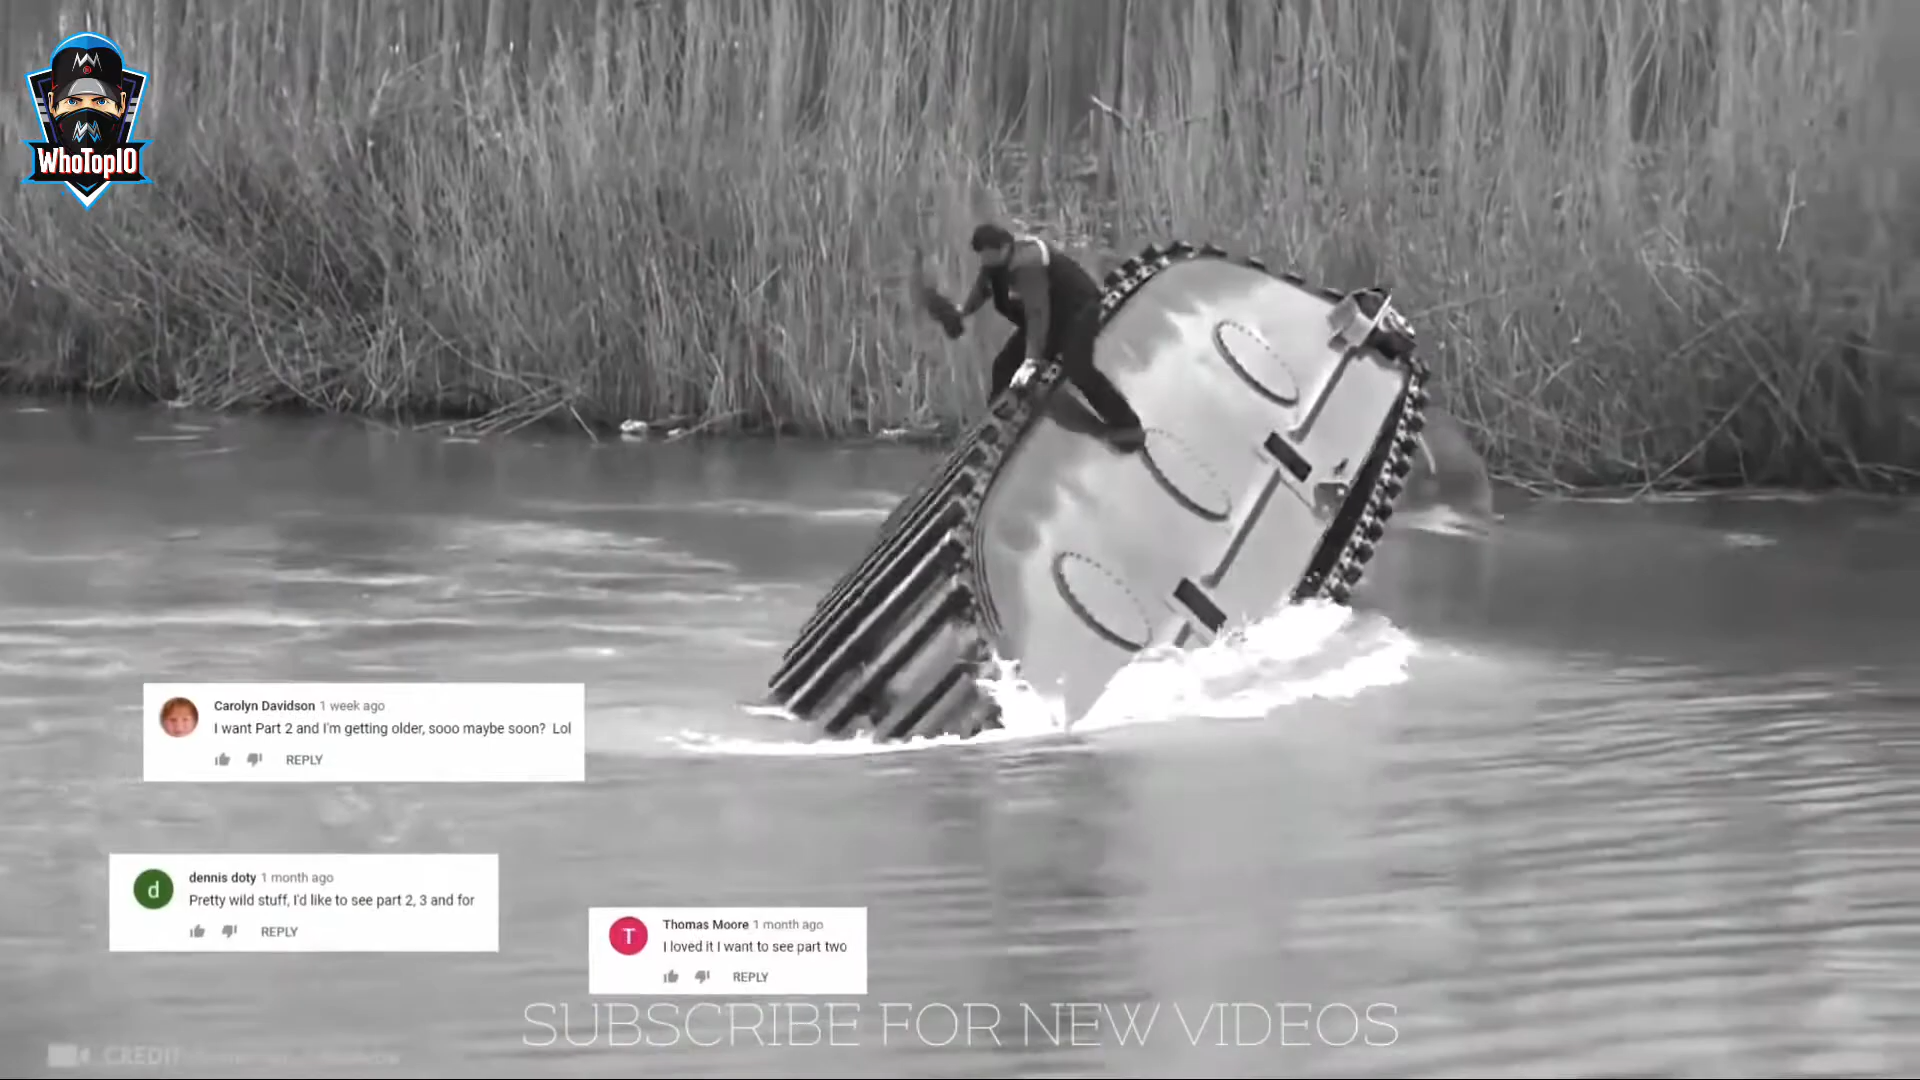 WhoTop10
Carolyn Davidson 1 week ago
I want Part 2 and I'm getting older, sooo maybe soon? Lol
REPLY
dennis doty 1 month ago
Pretty wild stuff, I'd like to see part 2, 3 and for
REPLY
d
Thomas Moore 1 month ago
T
I loved it I want to see part two
REPLY
SUBSCRIBE FOR NEW VIDEOS
CREDIT